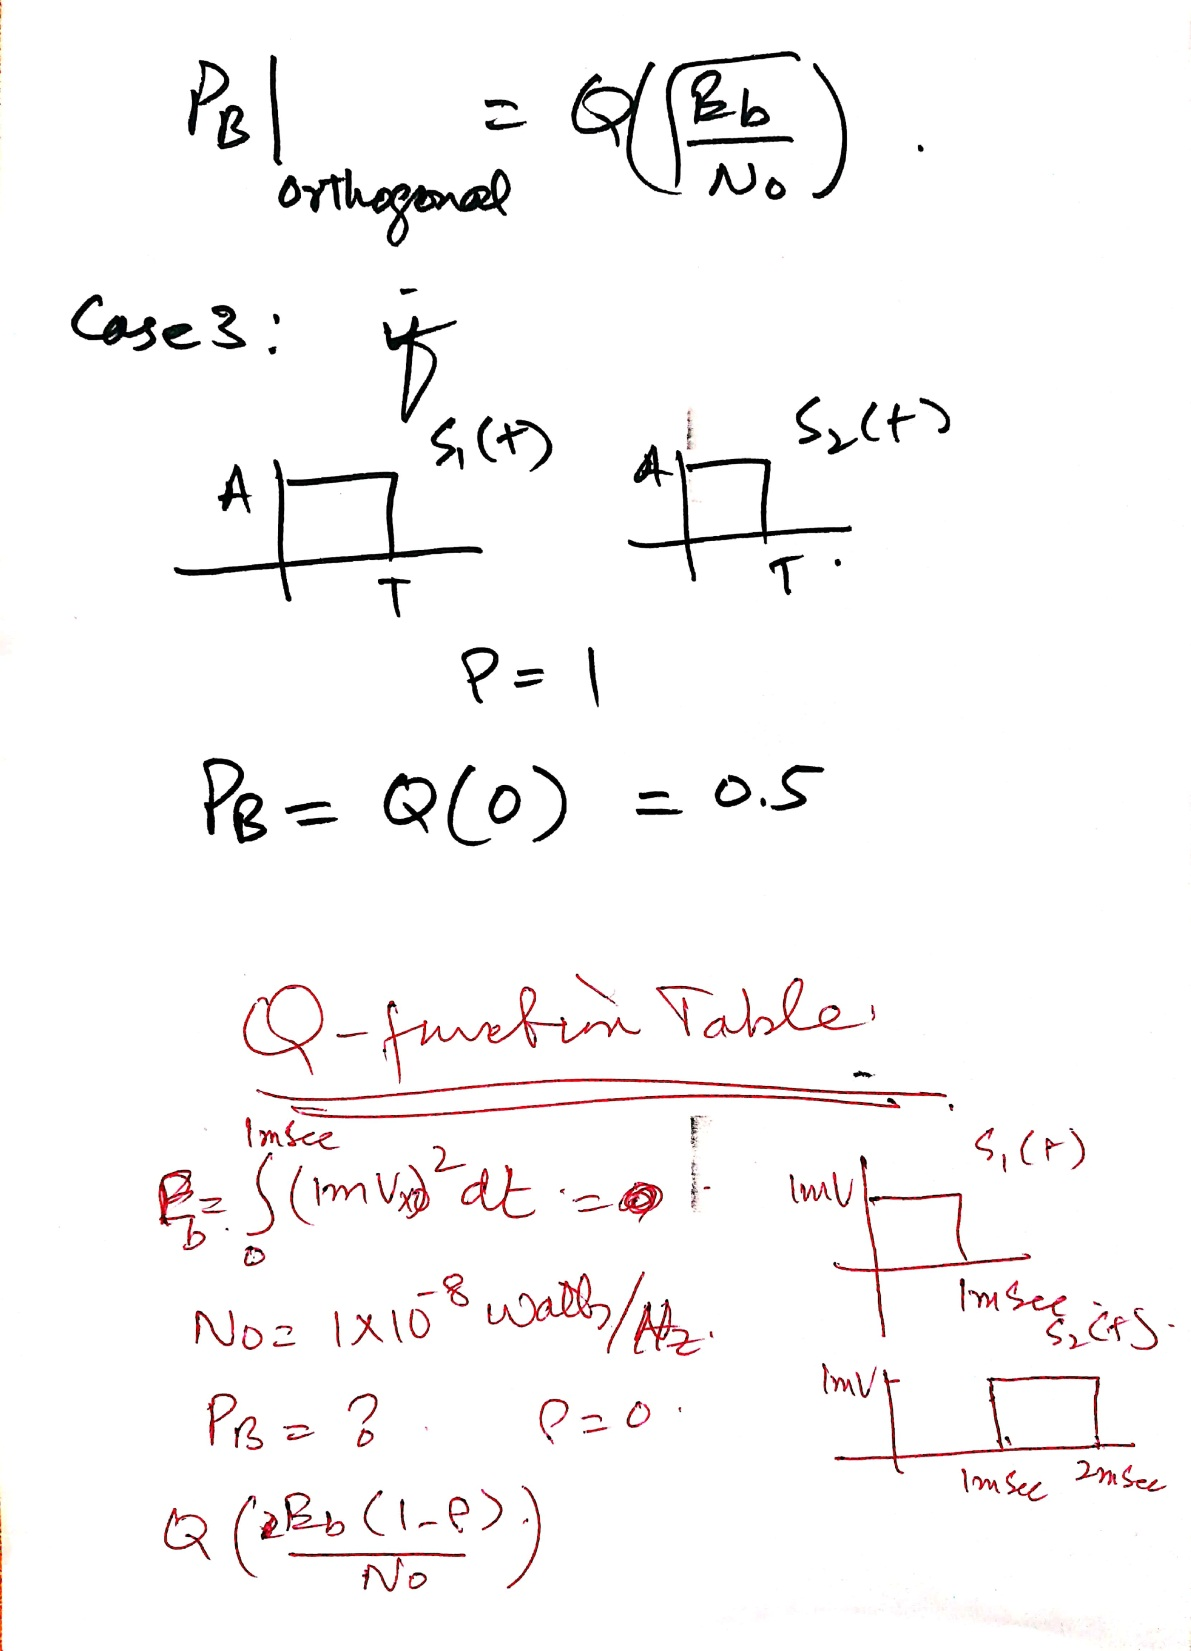 P_B | orthogonal = Q(√(E_b/N_0)).
Case 3: if
S_1(t) S_2(t)
A A
T T.
ρ = 1
P_B = Q(0) = 0.5
Q-function Table.
1msec S_1(t)
E_b = ∫ (1mV)^2 dt = 1mV
0
1msec
N_0 = 1×10^-8 watts/Hz. S_2(t).
1mV
P_B = ? ρ = 0.
1msec 2msec
Q(E_b(1-ρ)/N_0)